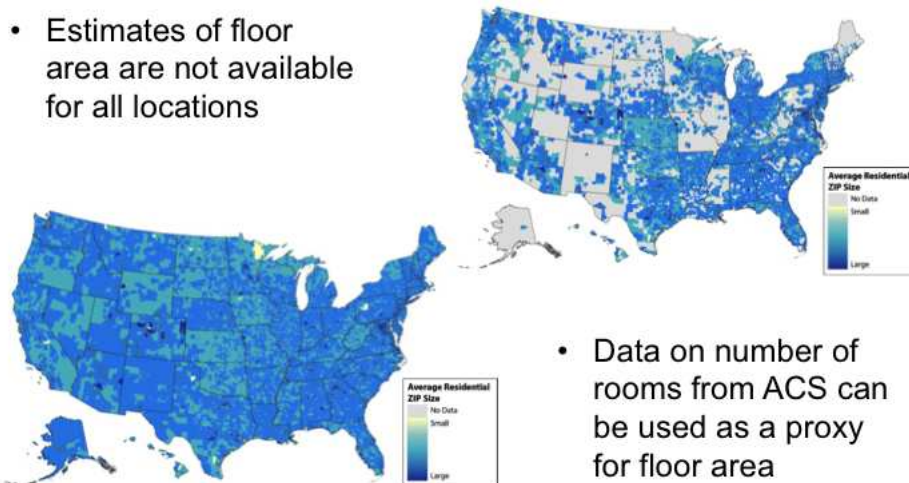 • Estimates of floor
area are not available
for all locations
Average Residential
ZIP Size
No Data
Small
Large
Average Residential
ZIP Size
No Data
Small
Large
• Data on number of
rooms from ACS can
be used as a proxy
for floor area